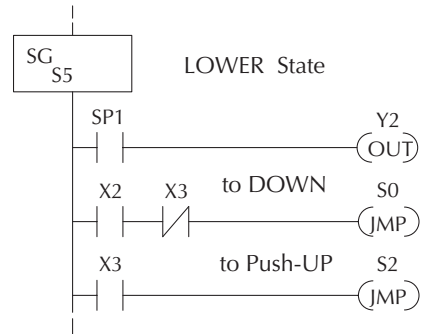 SG
S5
LOWER State
SP1
Y2
OUT
X2
X3
to DOWN
S0
JMP
X3
to Push-UP
S2
JMP